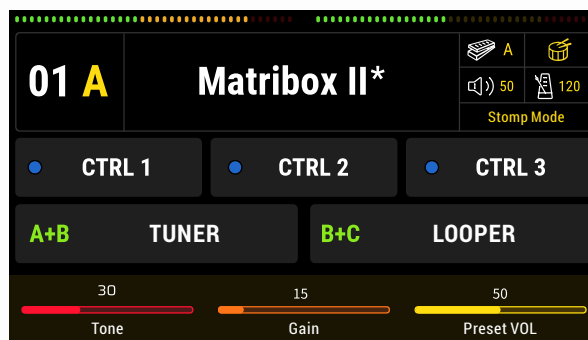 01 A
Matribox II*
A
50
120
Stomp Mode
CTRL 1
CTRL 2
CTRL 3
A+B TUNER
B+C LOOPER
30
15
50
Tone
Gain
Preset VOL